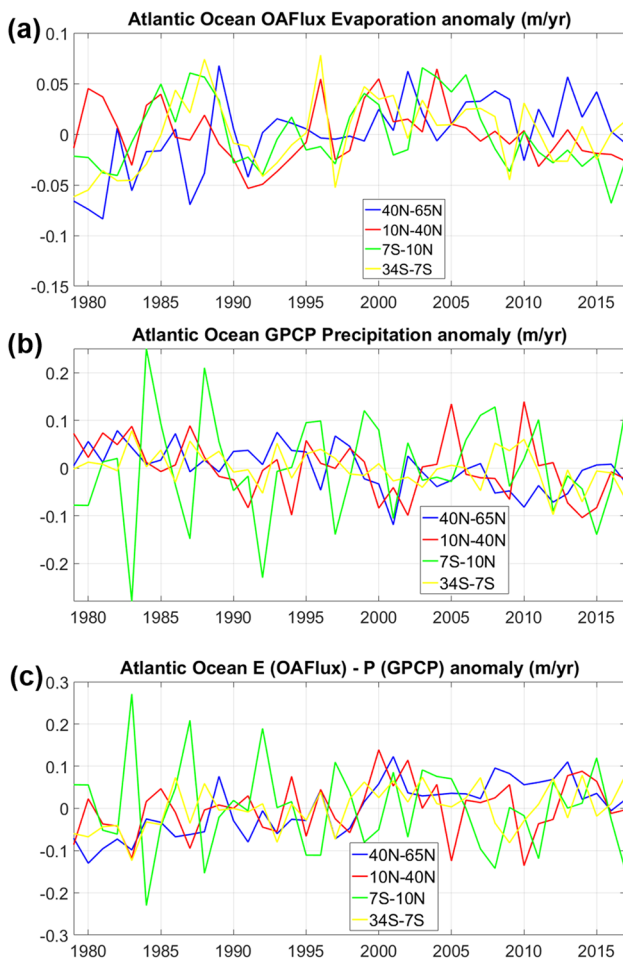 (a)
Atlantic Ocean OAFlux Evaporation anomaly (m/yr)
0.1
0.05
0
-0.05
-0.1
-0.15
40N-65N
10N-40N
7S-10N
34S-7S
1980 1985 1990 1995 2000 2005 2010 2015
(b)
Atlantic Ocean GPCP Precipitation anomaly (m/yr)
0.2
0.1
0
-0.1
-0.2
40N-65N
10N-40N
7S-10N
34S-7S
1980 1985 1990 1995 2000 2005 2010 2015
(c)
Atlantic Ocean E (OAFlux) - P (GPCP) anomaly (m/yr)
0.3
0.2
0.1
0
-0.1
-0.2
-0.3
40N-65N
10N-40N
7S-10N
34S-7S
1980 1985 1990 1995 2000 2005 2010 2015